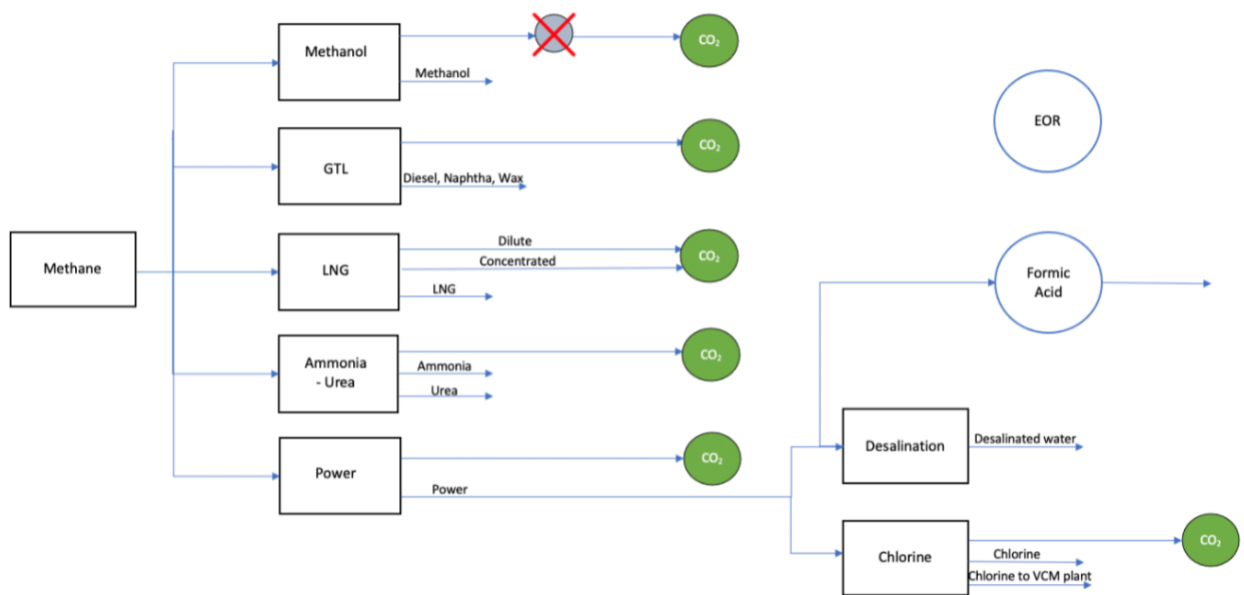 Methanol
CO₂
Methanol
EOR
GTL
CO₂
Diesel, Naphtha, Wax
Methane
LNG
Dilute
Concentrated
CO₂
LNG
Formic
Acid
Ammonia
- Urea
CO₂
Ammonia
Urea
Power
CO₂
Power
Desalination
Desalinated water
Chlorine
CO₂
Chlorine
Chlorine to VCM plant